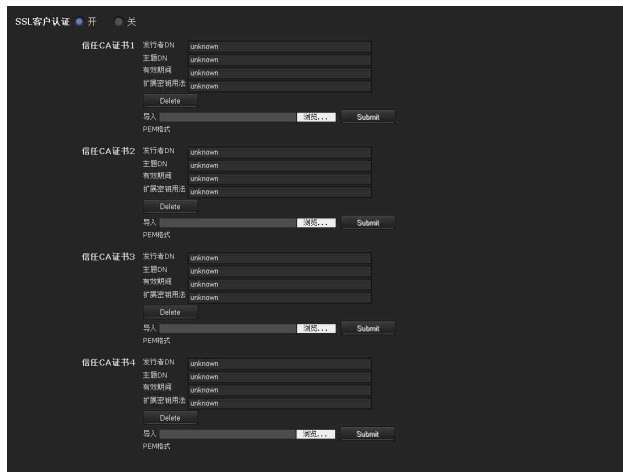 SSL客户认证 开 关
信任CA证书1 发行者DN unknown
主题DN unknown
有效期间 unknown
扩展密钥用法 unknown
Delete
导入 浏览... Submit
PEM格式
信任CA证书2 发行者DN unknown
主题DN unknown
有效期间 unknown
扩展密钥用法 unknown
Delete
导入 浏览... Submit
PEM格式
信任CA证书3 发行者DN unknown
主题DN unknown
有效期间 unknown
扩展密钥用法 unknown
Delete
导入 浏览... Submit
PEM格式
信任CA证书4 发行者DN unknown
主题DN unknown
有效期间 unknown
扩展密钥用法 unknown
Delete
导入 浏览... Submit
PEM格式